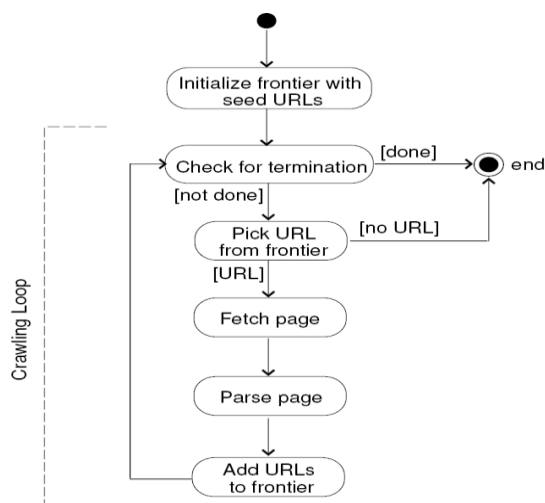 Initialize frontier with
seed URLs
Check for termination
[done]
end
[not done]
Pick URL
from frontier
[no URL]
[URL]
Fetch page
Crawling Loop
Parse page
Add URLs
to frontier